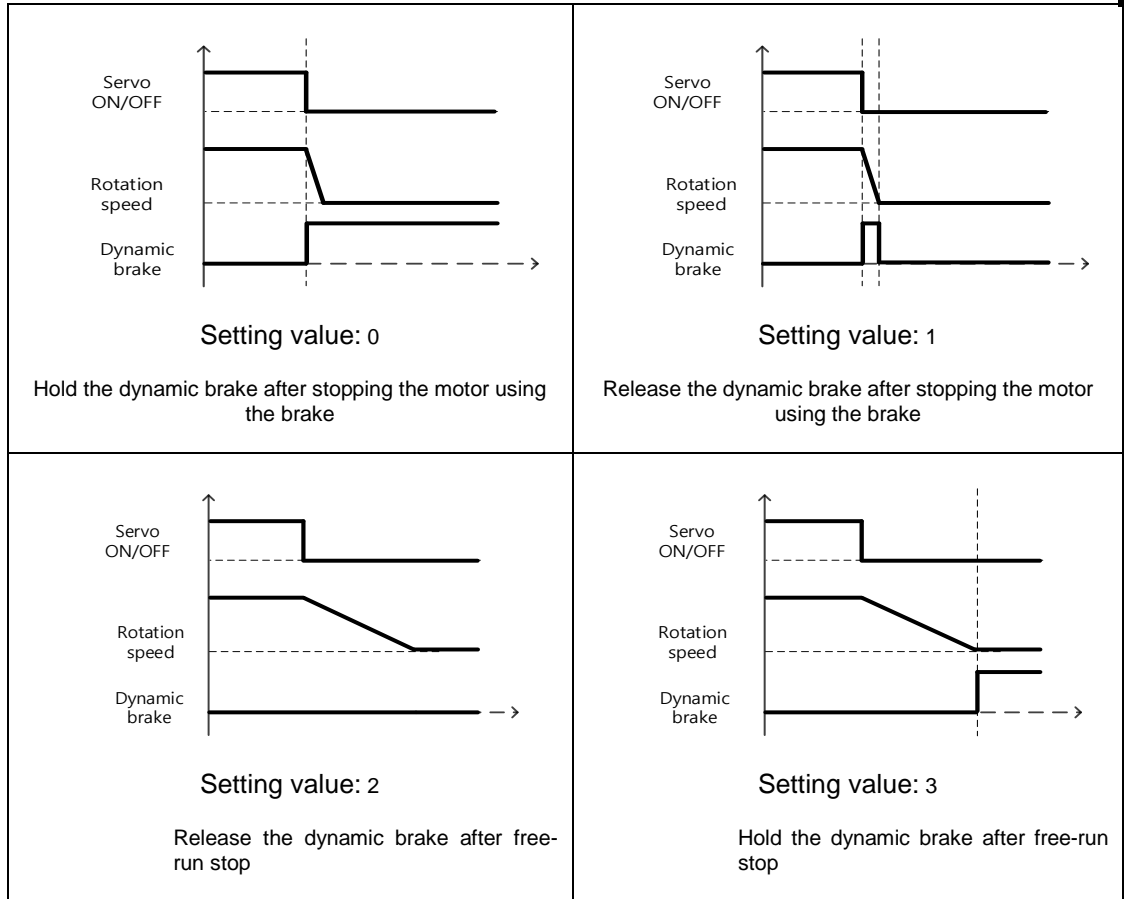 Servo
ON/OFF
Rotation
speed
Dynamic
brake
Setting value: 0
Hold the dynamic brake after stopping the motor using
the brake
Servo
ON/OFF
Rotation
speed
Dynamic
brake
Setting value: 1
Release the dynamic brake after stopping the motor
using the brake
Servo
ON/OFF
Rotation
speed
Dynamic
brake
Setting value: 2
Release the dynamic brake after free-
run stop
Servo
ON/OFF
Rotation
speed
Dynamic
brake
Setting value: 3
Hold the dynamic brake after free-run
stop